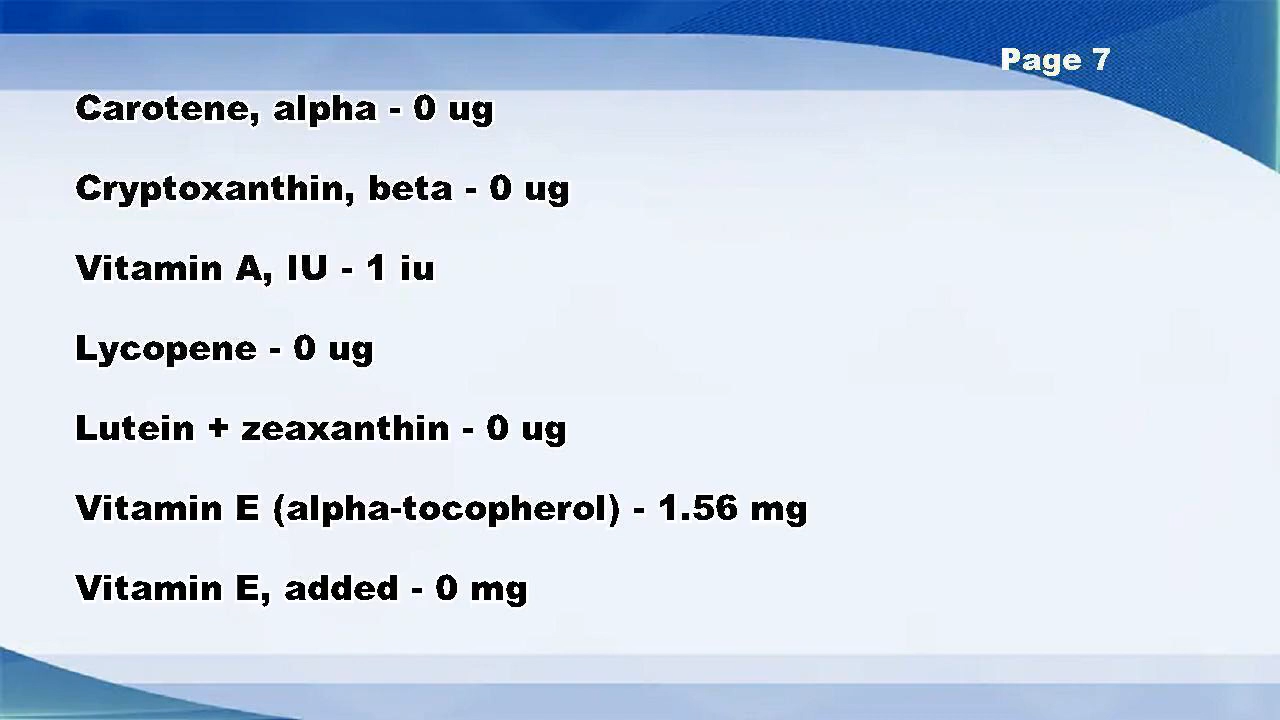 Page 7
Carotene, alpha - 0 ug
Cryptoxanthin, beta - 0 ug
Vitamin A, IU - 1 iu
Lycopene - 0 ug
Lutein + zeaxanthin - 0 ug
Vitamin E (alpha-tocopherol) - 1.56 mg
Vitamin E, added - 0 mg